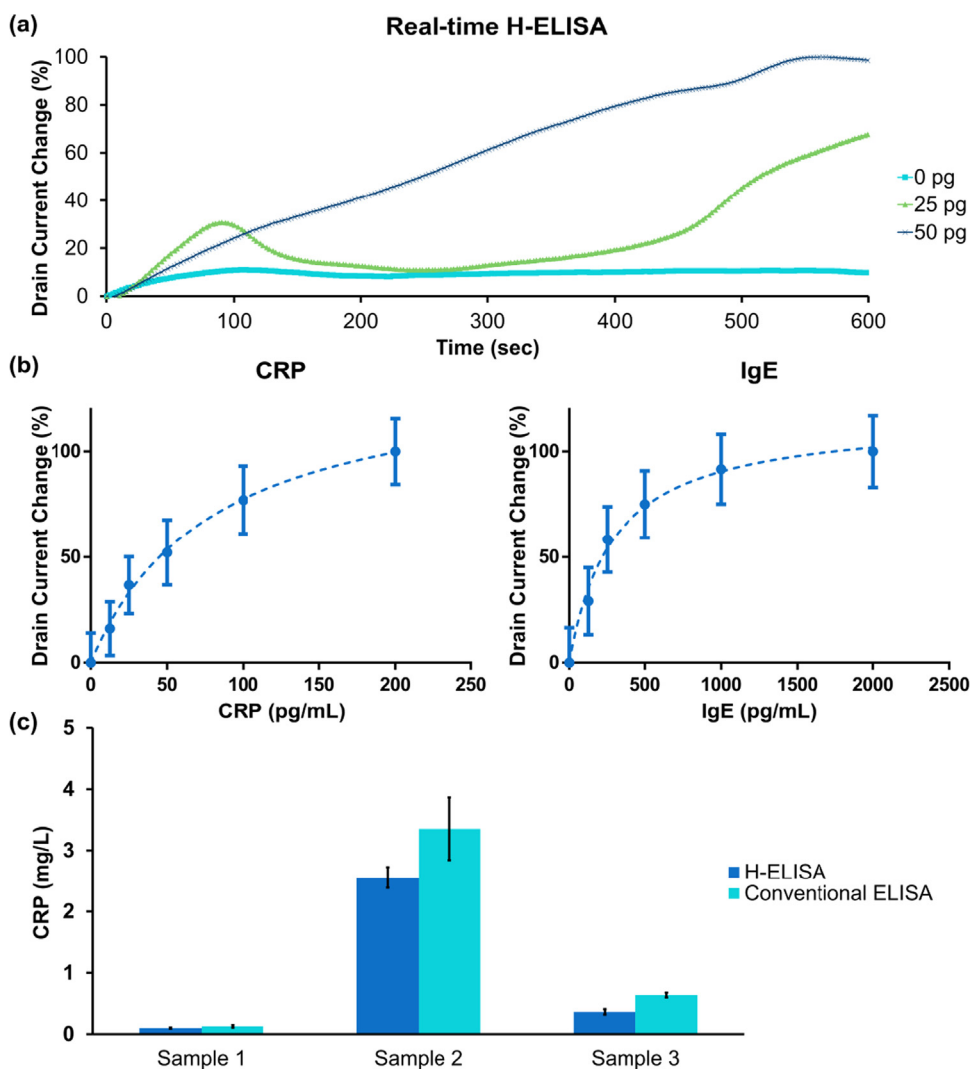 (a)
Real-time H-ELISA
Drain Current Change (%)
100
80
60
40
20
0
0 100 200 300 400 500 600
Time (sec)
0 pg
25 pg
50 pg
(b)
CRP
Drain Current Change (%)
100
50
0
0 50 100 150 200 250
CRP (pg/mL)
IgE
Drain Current Change (%)
100
50
0
0 500 1000 1500 2000 2500
IgE (pg/mL)
(c)
CRP (mg/L)
5
4
3
2
1
0
Sample 1 Sample 2 Sample 3
H-ELISA
Conventional ELISA